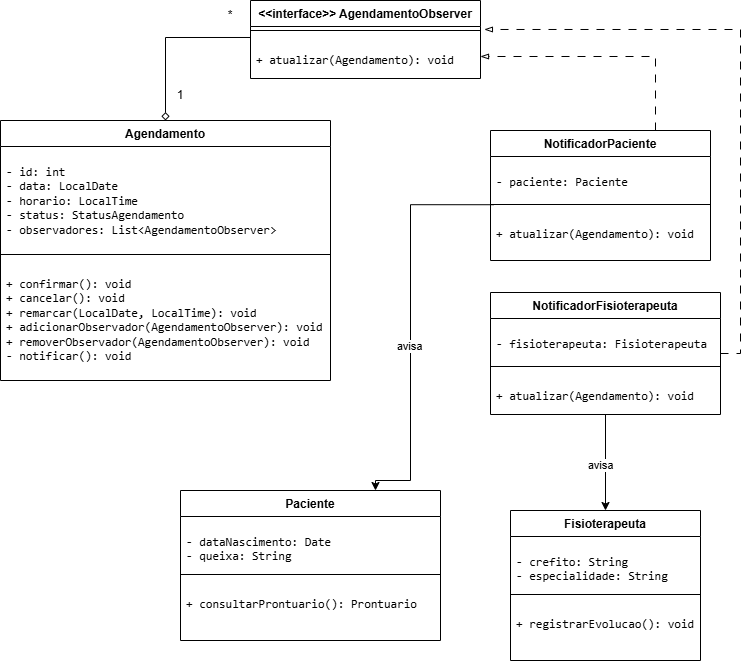 *
<<interface>> AgendamentoObserver
+ atualizar(Agendamento): void
1
Agendamento
- id: int
- data: LocalDate
- horario: LocalTime
- status: StatusAgendamento
- observadores: List<AgendamentoObserver>
+ confirmar(): void
+ cancelar(): void
+ remarcar(LocalDate, LocalTime): void
+ adicionarObservador(AgendamentoObserver): void
+ removerObservador(AgendamentoObserver): void
- notificar(): void
NotificadorPaciente
- paciente: Paciente
+ atualizar(Agendamento): void
NotificadorFisioterapeuta
- fisioterapeuta: Fisioterapeuta
+ atualizar(Agendamento): void
avisa
avisa
Paciente
- dataNascimento: Date
- queixa: String
+ consultarProntuario(): Prontuario
Fisioterapeuta
- crefito: String
- especialidade: String
+ registrarEvolucao(): void